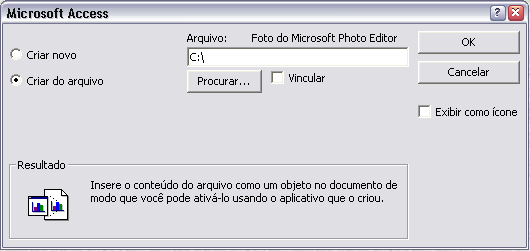 Microsoft Access
Arquivo: Foto do Microsoft Photo Editor
Criar novo
C:\
OK
Criar do arquivo
Procurar...
Vincular
Cancelar
Exibir como ícone
Resultado
Insere o conteúdo do arquivo como um objeto no documento de
modo que você pode ativá-lo usando o aplicativo que o criou.